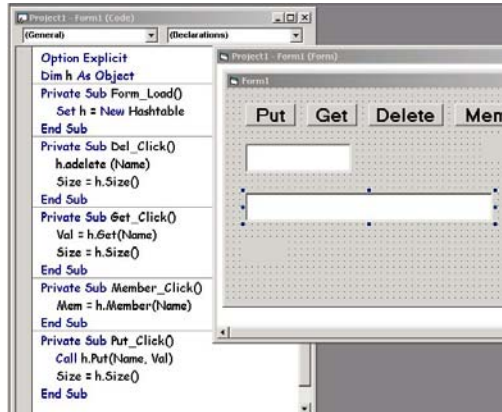 Project1 - Form1 (Code)
(General)
(Declarations)
Option Explicit
Dim h As Object
Private Sub Form_Load()
Set h = New Hashtable
End Sub
Private Sub Del_Click()
h.adelete (Name)
Size = h.Size()
End Sub
Private Sub Get_Click()
Val = h.Get(Name)
Size = h.Size()
End Sub
Private Sub Member_Click()
Mem = h.Member(Name)
End Sub
Private Sub Put_Click()
Call h.Put(Name, Val)
Size = h.Size()
End Sub
Project1 - Form1 (Form)
Form1
Put Get Delete Mem